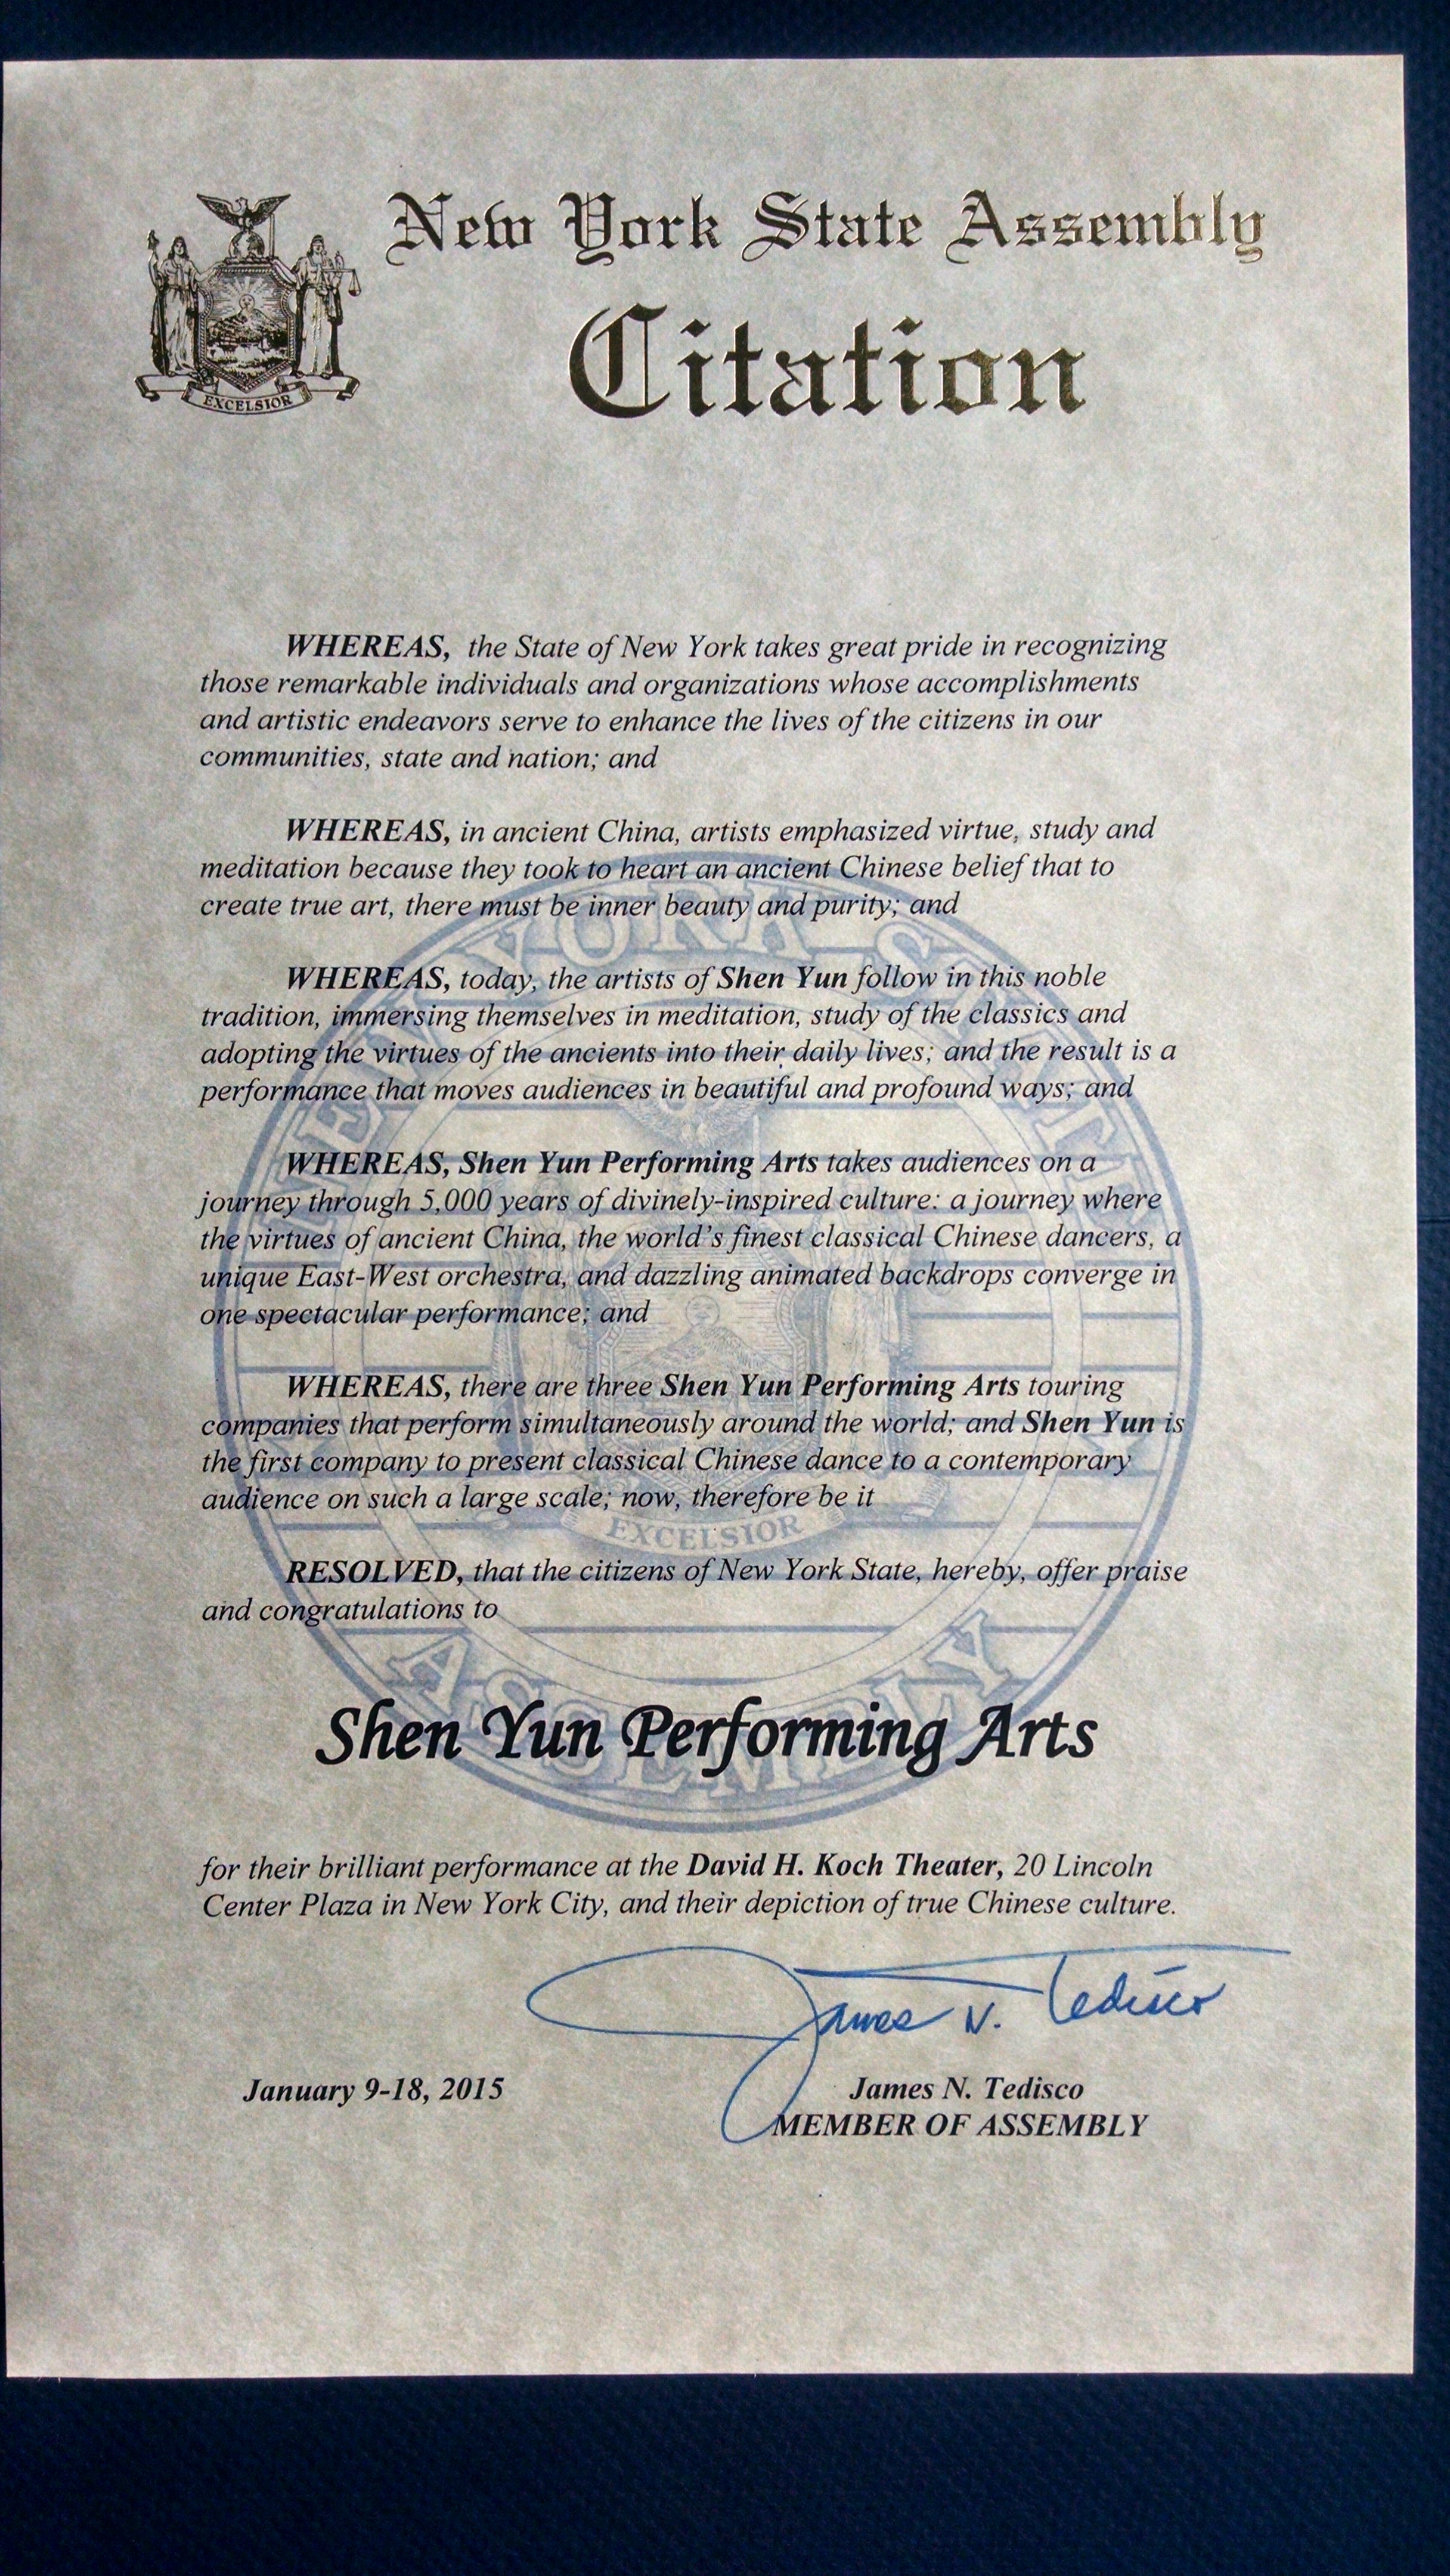 New York State Assembly
Citation
EXCELSIOR
WHEREAS, the State of New York takes great pride in recognizing
those remarkable individuals and organizations whose accomplishments
and artistic endeavors serve to enhance the lives of the citizens in our
communities, state and nation; and
WHEREAS, in ancient China, artists emphasized virtue, study and
meditation because they took to heart an ancient Chinese belief that to
create true art, there must be inner beauty and purity; and
WHEREAS, today, the artists of Shen Yun follow in this noble
tradition, immersing themselves in meditation, study of the classics and
adopting the virtues of the ancients into their daily lives; and the result is a
performance that moves audiences in beautiful and profound ways; and
WHEREAS, Shen Yun Performing Arts takes audiences on a
journey through 5,000 years of divinely-inspired culture: a journey where
the virtues of ancient China, the world's finest classical Chinese dancers, a
unique East-West orchestra, and dazzling animated backdrops converge in
one spectacular performance; and
WHEREAS, there are three Shen Yun Performing Arts touring
companies that perform simultaneously around the world; and Shen Yun is
the first company to present classical Chinese dance to a contemporary
audience on such a large scale; now, therefore be it
EXCELSIOR
RESOLVED, that the citizens of New York State, hereby, offer praise
and congratulations to
Shen Yun Performing Arts
NEW YORK STATE
ASSEMBLY
for their brilliant performance at the David H. Koch Theater, 20 Lincoln
Center Plaza in New York City, and their depiction of true Chinese culture.
James N. Tedisco
January 9-18, 2015
James N. Tedisco
MEMBER OF ASSEMBLY